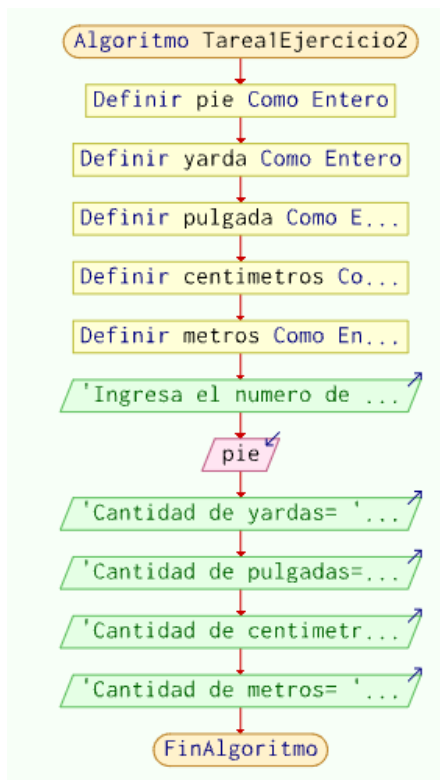 Algoritmo Tarea1Ejercicio2
Definir pie Como Entero
Definir yarda Como Entero
Definir pulgada Como E...
Definir centimetros Co...
Definir metros Como En...
'Ingresa el numero de ...
pie
'Cantidad de yardas= '...
'Cantidad de pulgadas=...
'Cantidad de centimetr...
'Cantidad de metros= '...
FinAlgoritmo